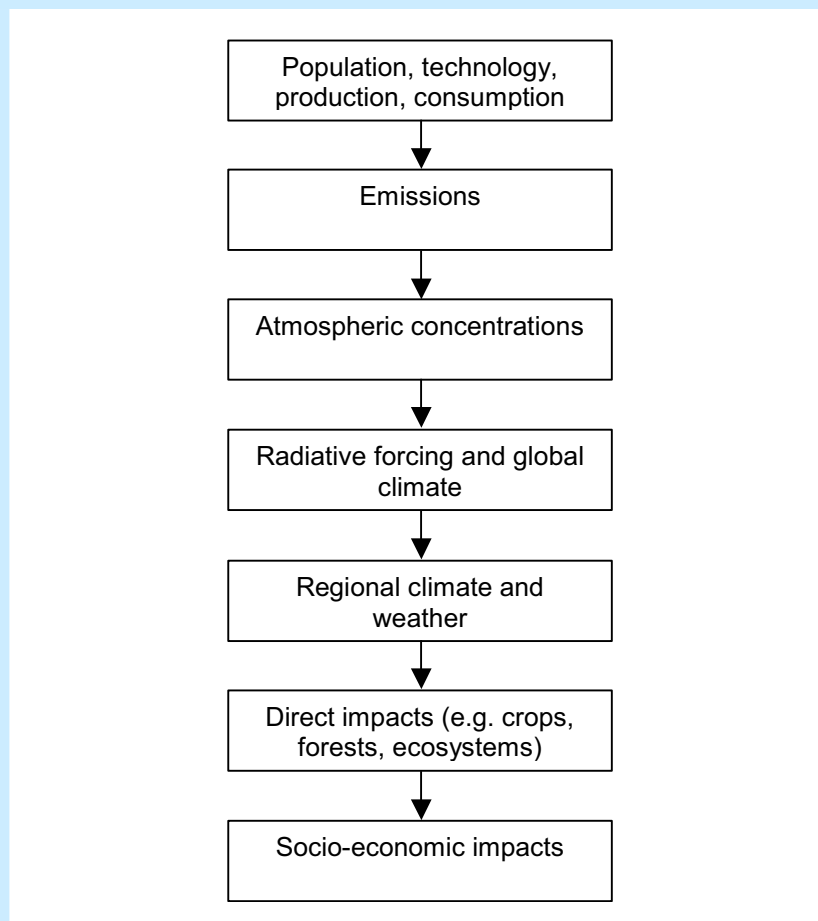 Population, technology,
production, consumption
Emissions
Atmospheric concentrations
Radiative forcing and global
climate
Regional climate and
weather
Direct impacts (e.g. crops,
forests, ecosystems)
Socio-economic impacts